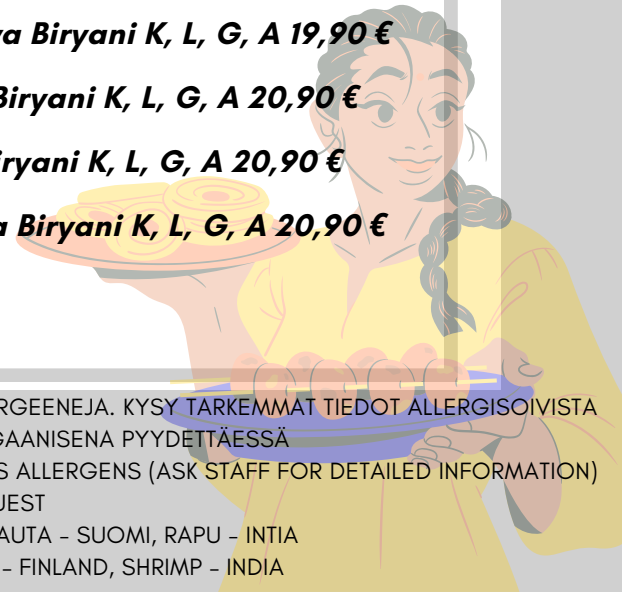 va Biryani K, L, G, A 19,90 €
Biryani K, L, G, A 20,90 €
iryani K, L, G, A 20,90 €
a Biryani K, L, G, A 20,90 €
RGEENEJA. KYSY TARKEMMAT TIEDOT ALLERGISOIVISTA
GAANISENA PYYDETTÄESSÄ
S ALLERGENS (ASK STAFF FOR DETAILED INFORMATION)
UEST
AUTA – SUOMI, RAPU – INTIA
– FINLAND, SHRIMP – INDIA